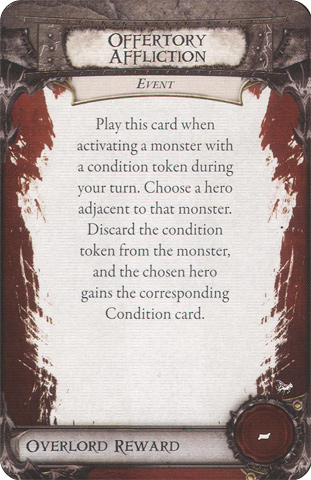 Offertory
Affliction
Event
Play this card when
activating a monster with
a condition token during
your turn. Choose a hero
adjacent to that monster.
Discard the condition
token from the monster,
and the chosen hero
gains the corresponding
Condition card.
-
Overlord Reward